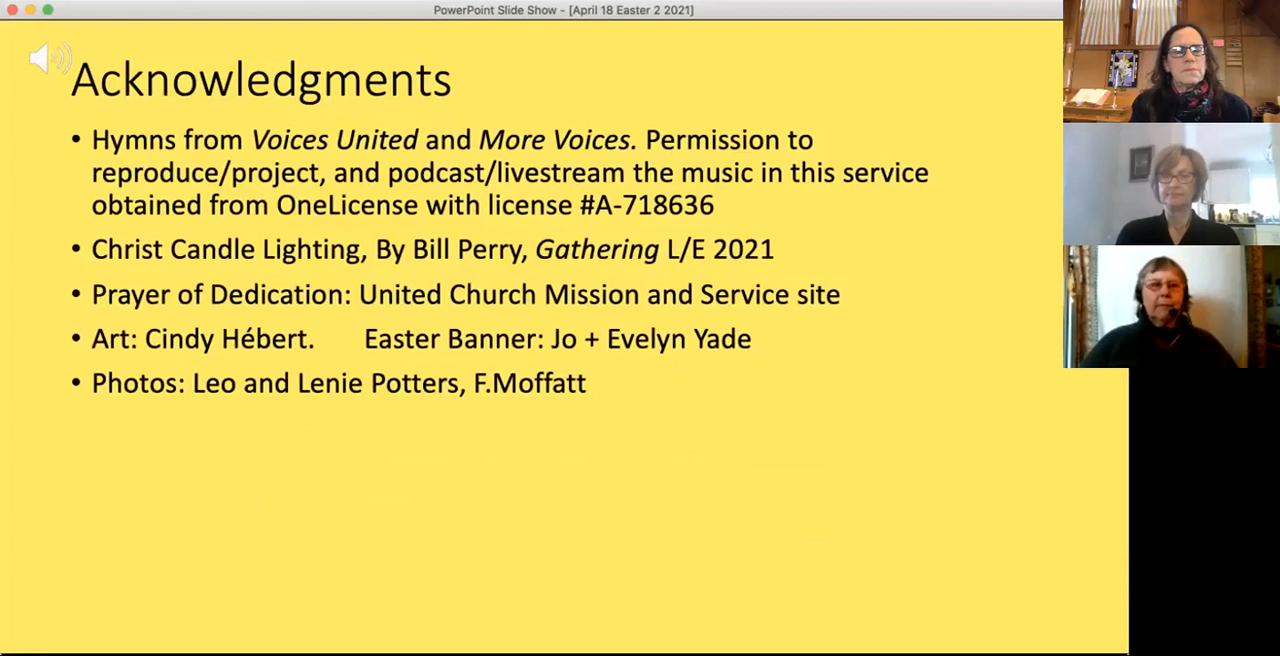 PowerPoint Slide Show - [April 18 Easter 2 2021]
Acknowledgments
• Hymns from Voices United and More Voices. Permission to
reproduce/project, and podcast/livestream the music in this service
obtained from OneLicense with license #A-718636
• Christ Candle Lighting, By Bill Perry, Gathering L/E 2021
• Prayer of Dedication: United Church Mission and Service site
• Art: Cindy Hébert. Easter Banner: Jo + Evelyn Yade
• Photos: Leo and Lenie Potters, F.Moffatt